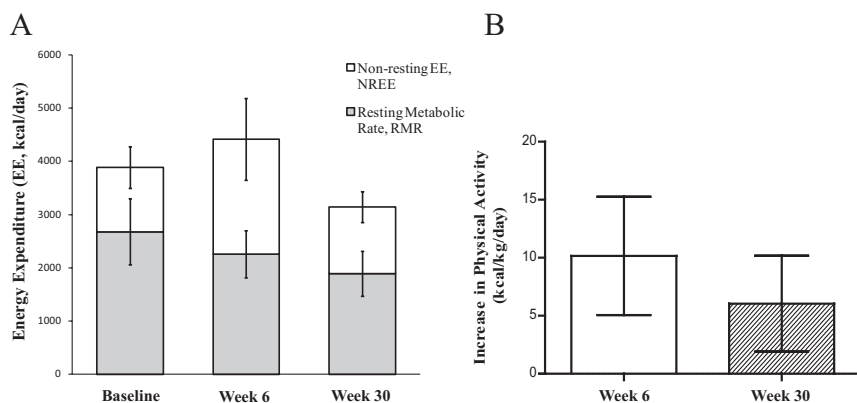 A
6000
5000
4000
3000
2000
1000
0
Energy Expenditure (EE, kcal/day)
Non-resting EE,
NREE
Resting Metabolic
Rate, RMR
Baseline
Week 6
Week 30
B
20
15
10
5
0
Increase in Physical Activity
(kcal/kg/day)
Week 6
Week 30